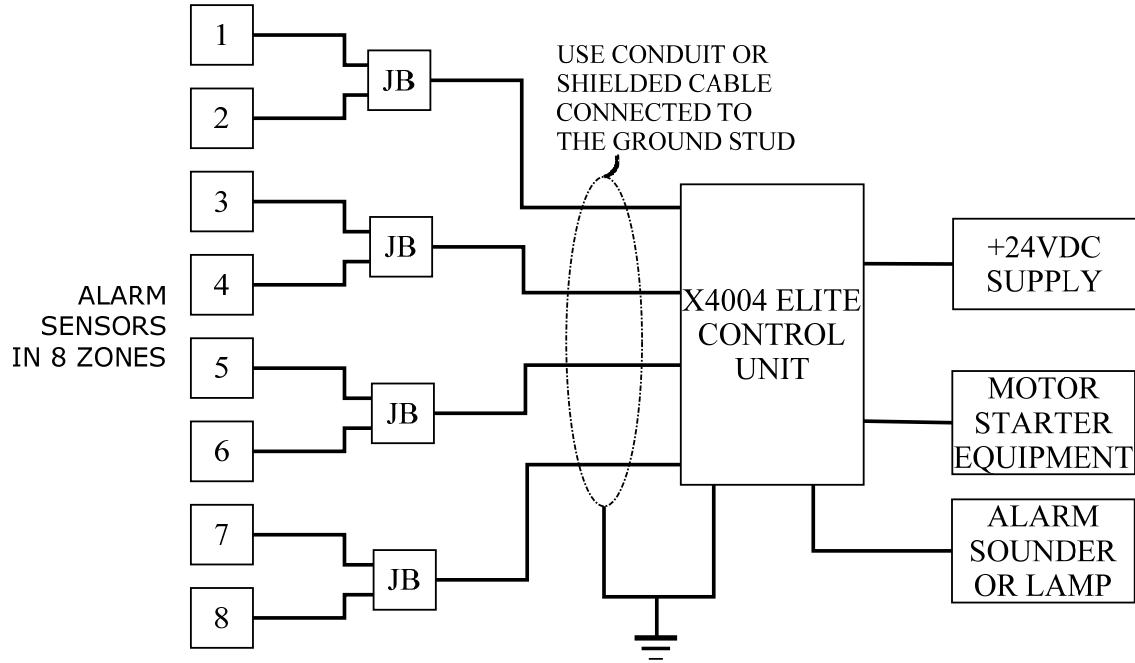 1
2
3
4
5
6
7
8
JB
JB
JB
JB
ALARM
SENSORS
IN 8 ZONES
USE CONDUIT OR
SHIELDED CABLE
CONNECTED TO
THE GROUND STUD
X4004 ELITE
CONTROL
UNIT
+24VDC
SUPPLY
MOTOR
STARTER
EQUIPMENT
ALARM
SOUNDER
OR LAMP